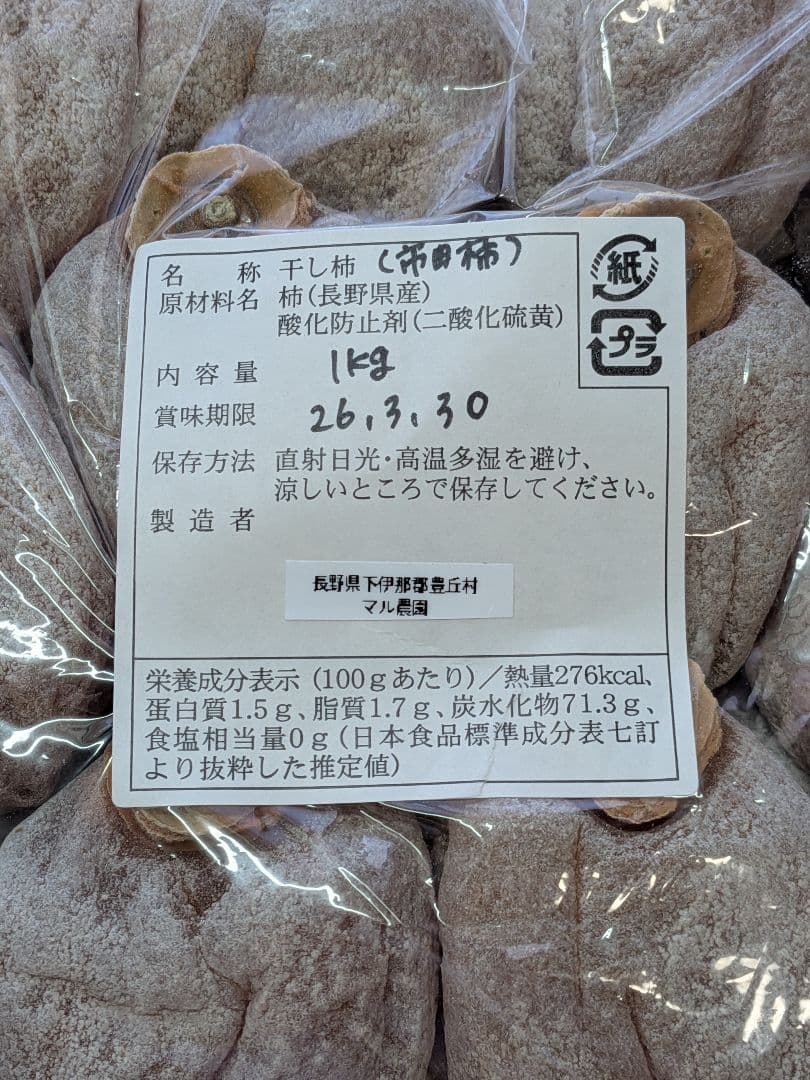 名称 干し柿 (市田柿)
原材料名 柿(長野県産)
酸化防止剤(二酸化硫黄)
紙
プラ
内容量 1kg
賞味期限 26.3.30
保存方法 直射日光・高温多湿を避け、
涼しいところで保存してください。
製造者
長野県下伊那郡豊丘村
マル農園
栄養成分表示(100gあたり)/熱量276kcal、
蛋白質1.5g、脂質1.7g、炭水化物71.3g、
食塩相当量0g(日本食品標準成分表七訂
より抜粋した推定値)